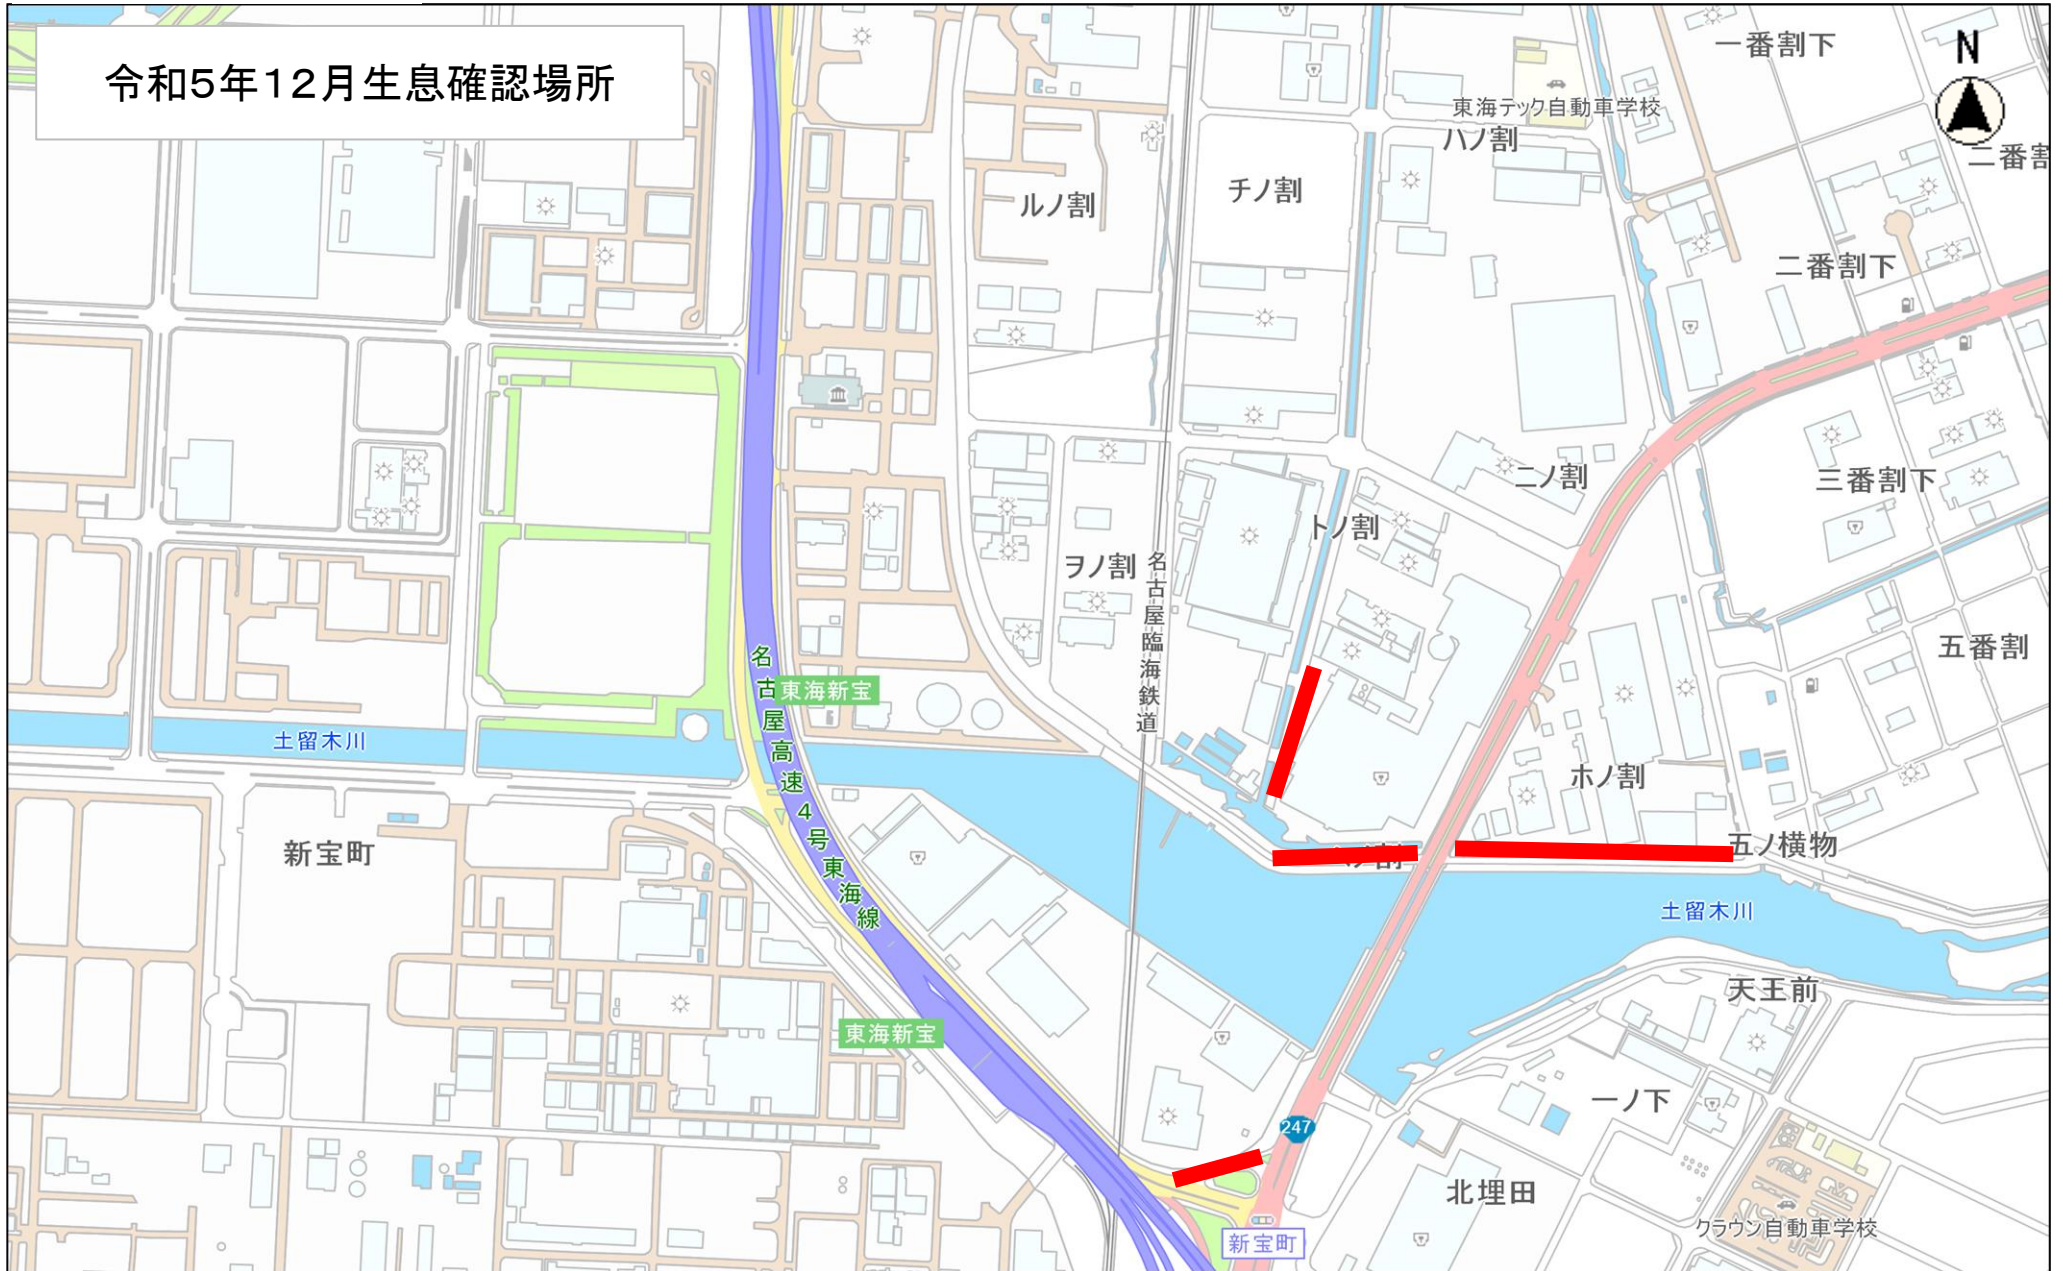 令和5年12月生息確認場所
一番割下
N
東海テック自動車学校
ハノ割
二番割
ルノ割
チノ割
二番割下
ニノ割
三番割下
トノ割
ヲノ割
名古屋臨海鉄道
五番割
名古屋高速4号東海線
東海新宝
土留木川
ホノ割
新宝町
五ノ横物
土留木川
天王前
東海新宝
一ノ下
247
北埋田
クラウン自動車学校
新宝町